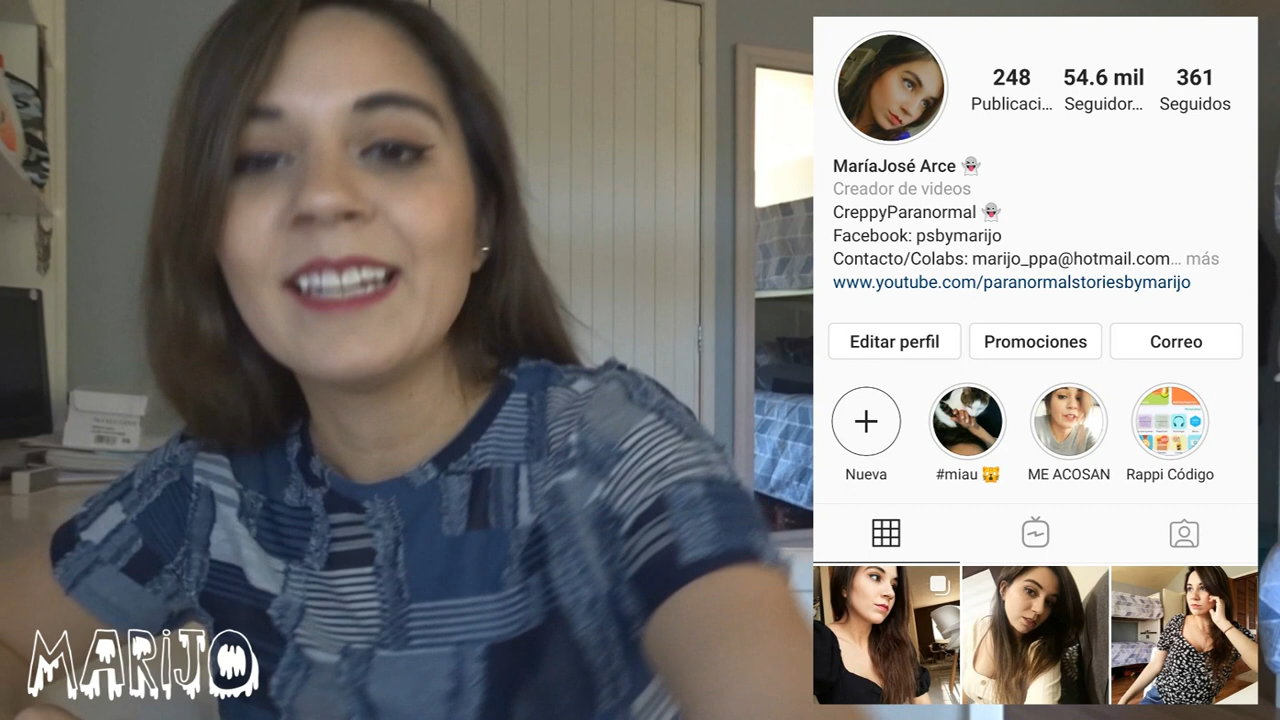 248 54.6 mil 361
Publicaci... Seguidor... Seguidos
MaríaJosé Arce 👻
Creador de videos
CreppyParanormal 👻
Facebook: psbymarijo
Contacto/Colabs: marijo_ppa@hotmail.com... más
www.youtube.com/paranormalstoriesbymarijo
Editar perfil Promociones Correo
Nueva #miau 🐱 ME ACOSAN Rappi Código
MARiJO